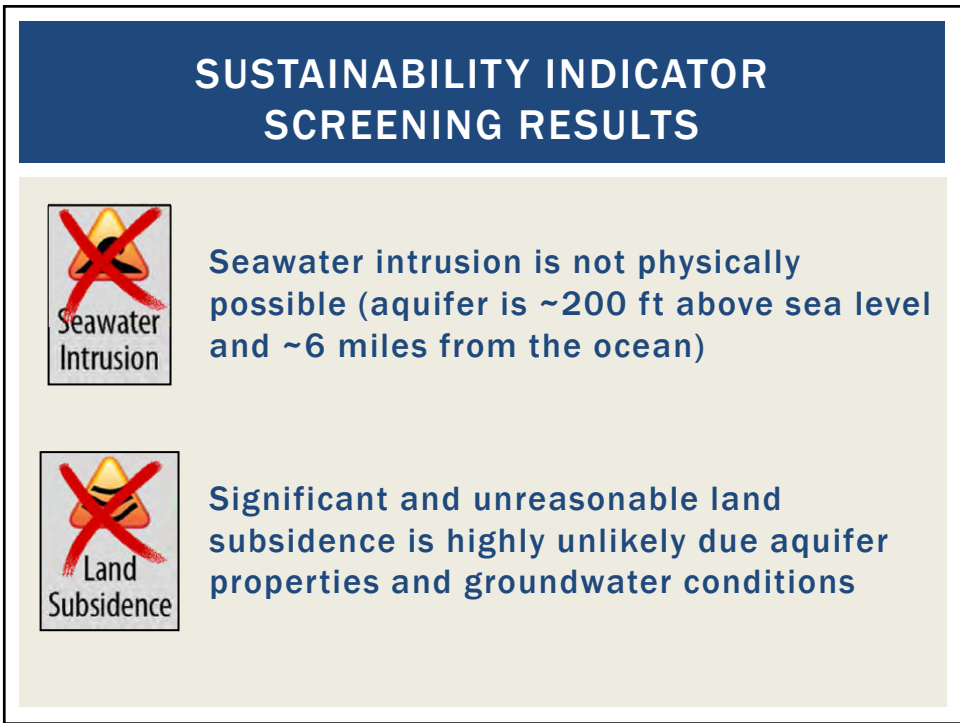 SUSTAINABILITY INDICATOR
SCREENING RESULTS
Seawater
Intrusion
Seawater intrusion is not physically
possible (aquifer is ~200 ft above sea level
and ~6 miles from the ocean)
Land
Subsidence
Significant and unreasonable land
subsidence is highly unlikely due aquifer
properties and groundwater conditions